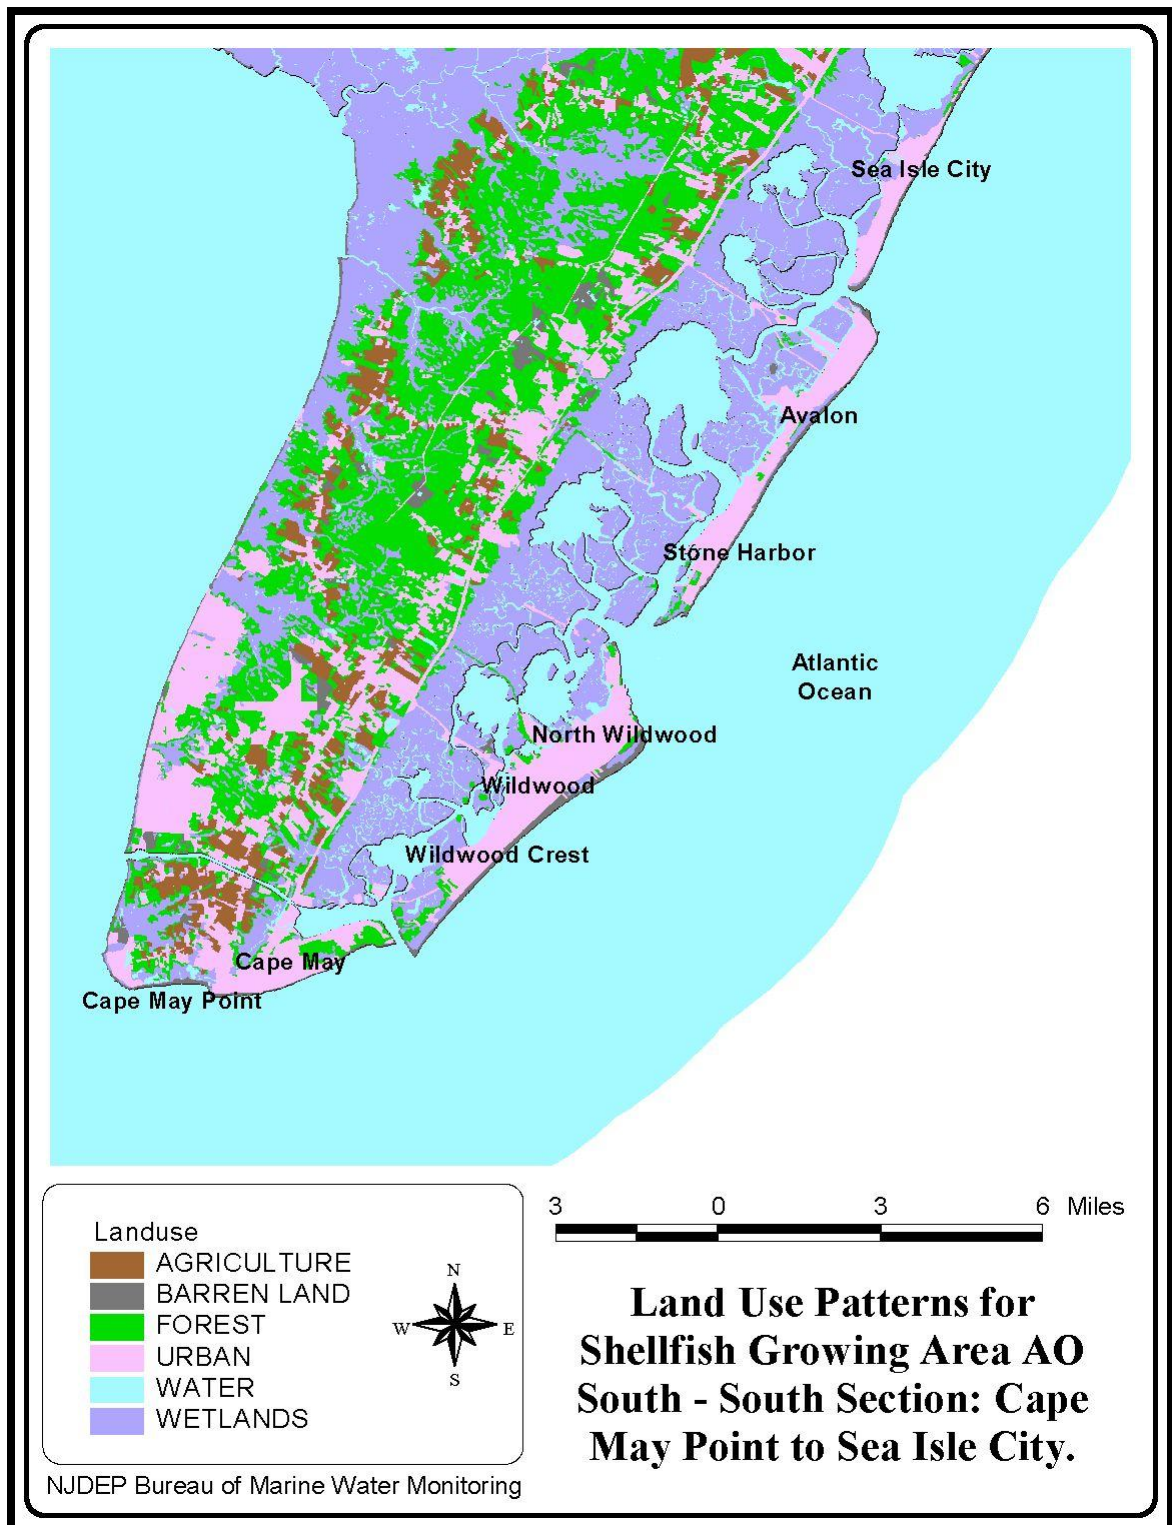 Sea Isle City
Avalon
Stone Harbor
Atlantic
Ocean
North Wildwood
Wildwood
Wildwood Crest
Cape May
Cape May Point
Landuse
AGRICULTURE
BARREN LAND
FOREST
URBAN
WATER
WETLANDS
N
W E
S
3 0 3 6 Miles
Land Use Patterns for
Shellfish Growing Area AO
South - South Section: Cape
May Point to Sea Isle City.
NJDEP Bureau of Marine Water Monitoring